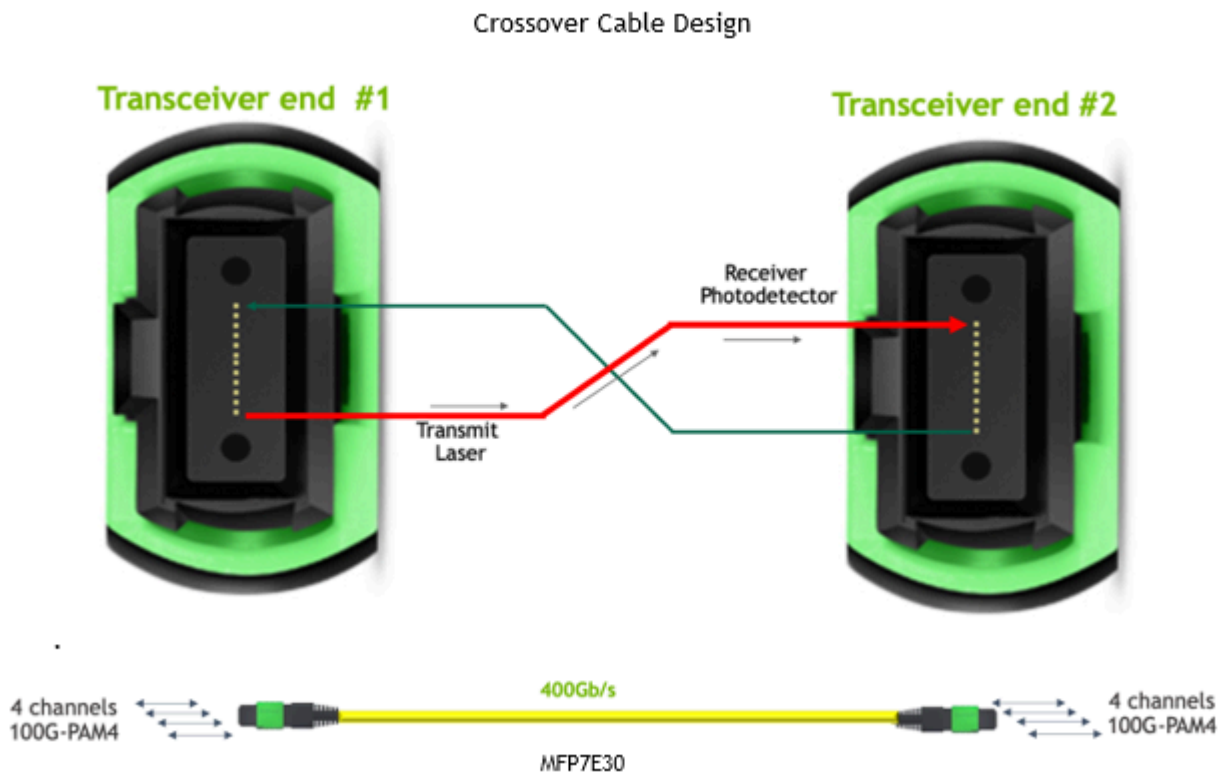 Crossover Cable Design
Transceiver end #1
Transceiver end #2
Receiver
Photodetector
Transmit
Laser
.
4 channels
100G-PAM4
400Gb/s
4 channels
100G-PAM4
MFP7E30